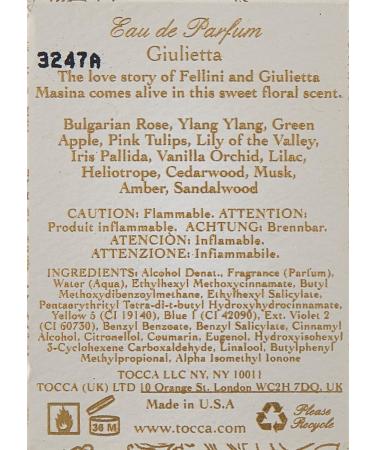 Eau de Parfum
3247A
Giulietta
The love story of Fellini and Giulietta
Masina comes alive in this sweet floral scent.
Bulgarian Rose, Ylang Ylang, Green
Apple, Pink Tulips, Lily of the Valley,
Iris Pallida, Vanilla Orchid, Lilac,
Heliotrope, Cedarwood, Musk,
Amber, Sandalwood
CAUTION: Flammable. ATTENTION:
Produit inflammable. ACHTUNG: Brennbar.
ATENCIÓN: Inflamable.
ATTENZIONE: Infiammabile.
INGREDIENTS: Alcohol Denat., Fragrance (Parfum),
Water (Aqua), Ethylhexyl Methoxycinnamate, Butyl
Methoxydibenzoylmethane, Ethylhexyl Salicylate,
Pentaerythrityl Tetra-di-t-butyl Hydroxyhydrocinnamate,
Yellow 5 (CI 19140), Blue 1 (CI 42090), Ext. Violet 2
(CI 60730), Benzyl Benzoate, Benzyl Salicylate, Cinnamyl
Alcohol, Citronellol, Coumarin, Eugenol, Hydroxyisohexyl
3-Cyclohexene Carboxaldehyde, Linalool, Butylphenyl
Methylpropional, Alpha Isomethyl Ionone
TOCCA LLC NY, NY 10011
TOCCA (UK) LTD 10 Orange St. London WC2H 7DQ, UK
36 M
Made in U.S.A
www.tocca.com
Please
Recycle